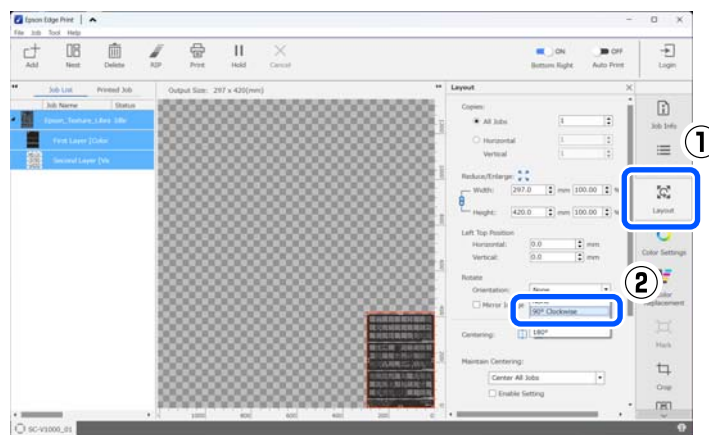 Epson Edge Print
File Job Tool Help
Add Nest Delete RIP Print Hold Cancel
ON OFF
Bottom Right Auto Print Login
Job List Printed Job Output Size: 297 x 420(mm) Layout
Job Name Status
Idle
First Layer [Color
Second Layer [Va
Copies:
All Jobs 1
Horizontal 1
Vertical 1
Reduce/Enlarge:
Width: 297.0 mm 100.00 %
Height: 420.0 mm 100.00 %
Left Top Position
Horizontal: 0.0 mm
Vertical: 0.0 mm
Rotate
Orientation: None
Mirror
90° Clockwise
180°
Centering:
Maintain Centering:
Center All Jobs
Enable Setting
Job Info
1
Layout
Color Settings
2
Mark
Crop
1000 800 600 400 200 0
SC-V1000_01